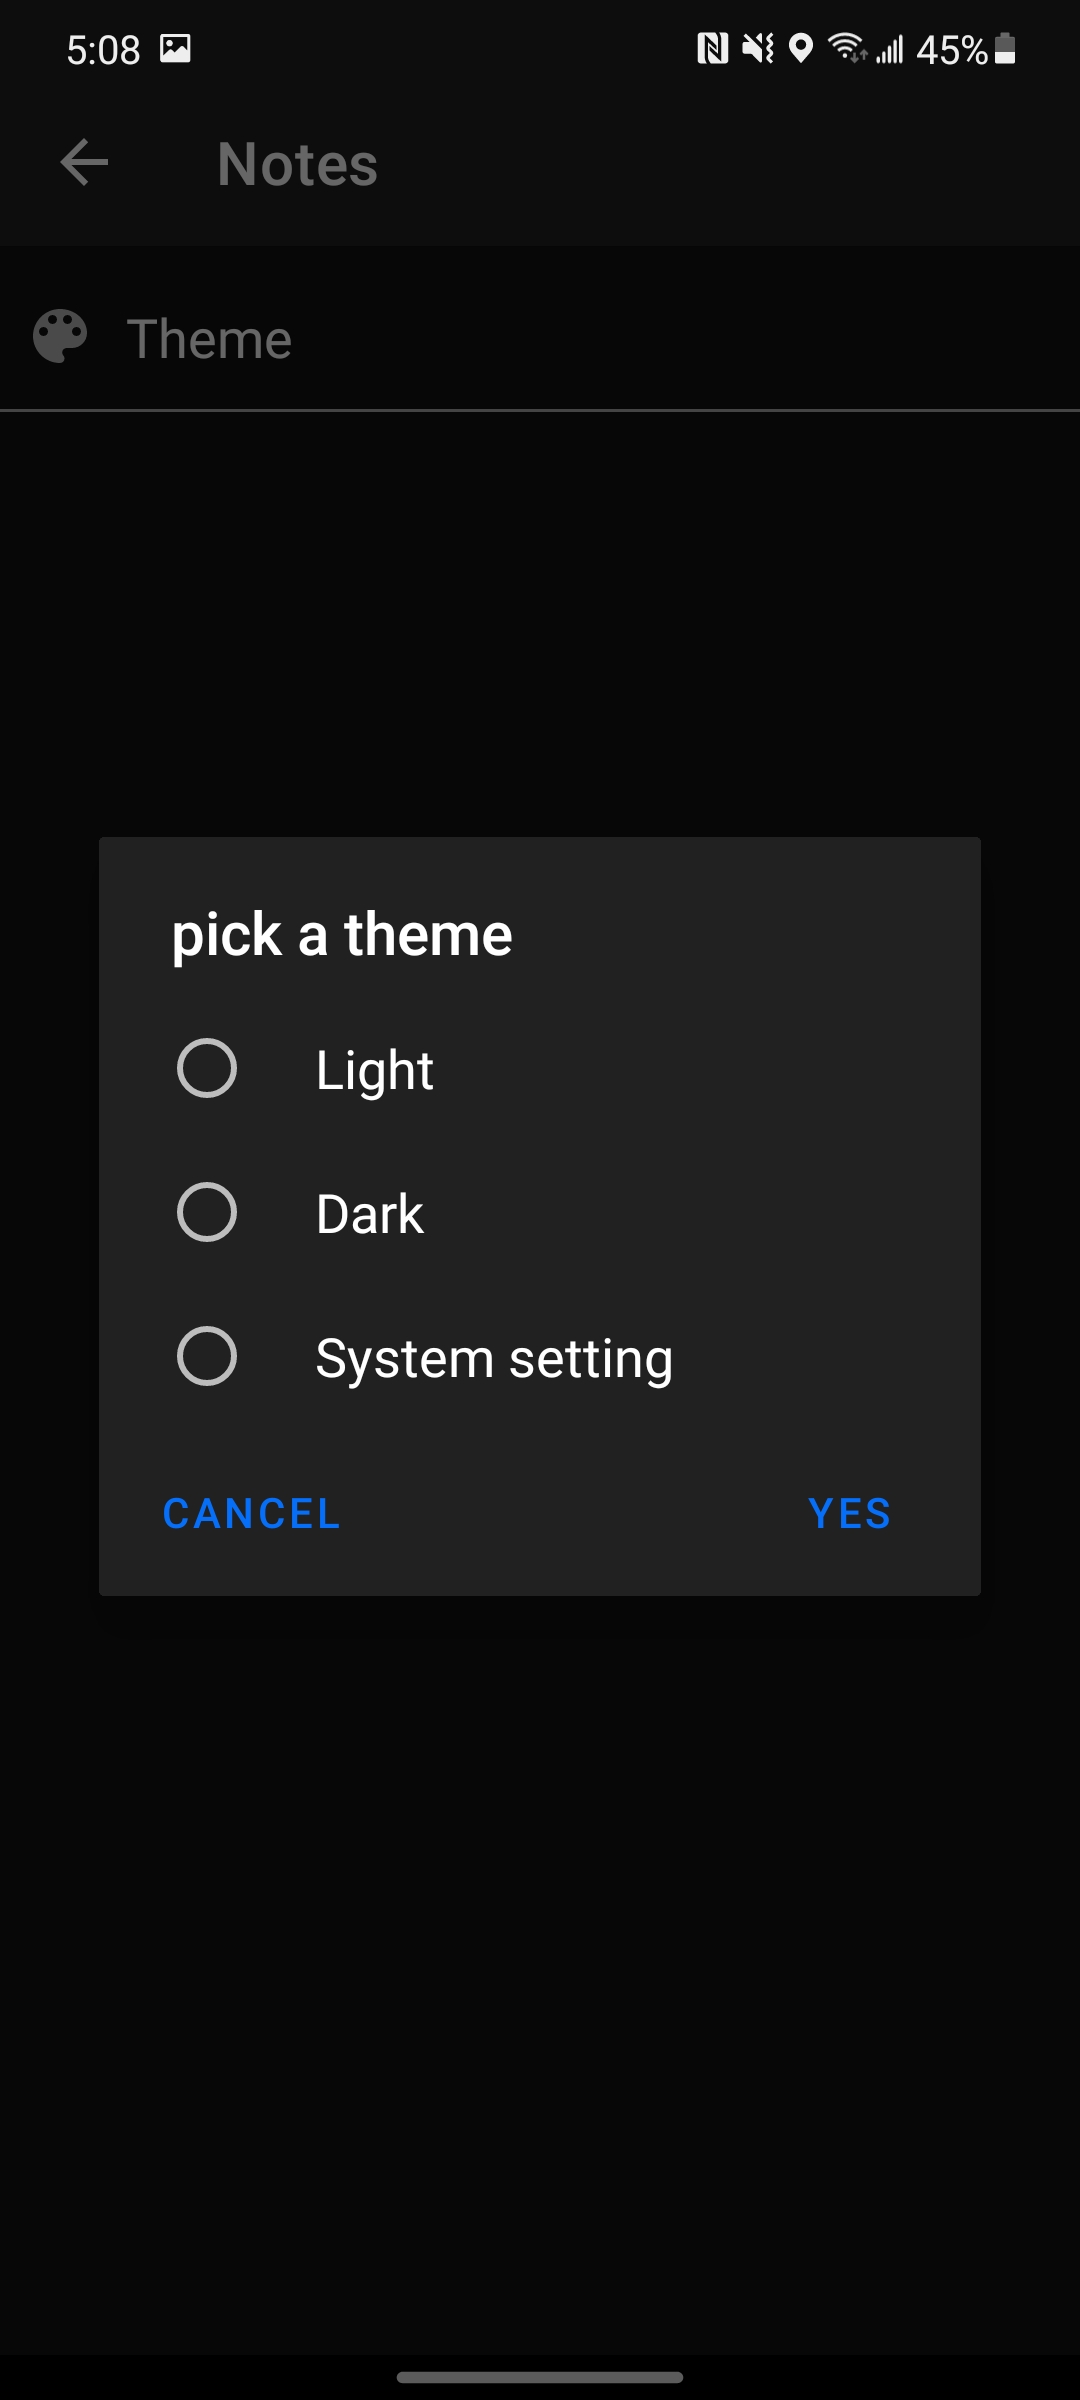 5:08 45%
Notes
Theme
pick a theme
Light
Dark
System setting
CANCEL YES